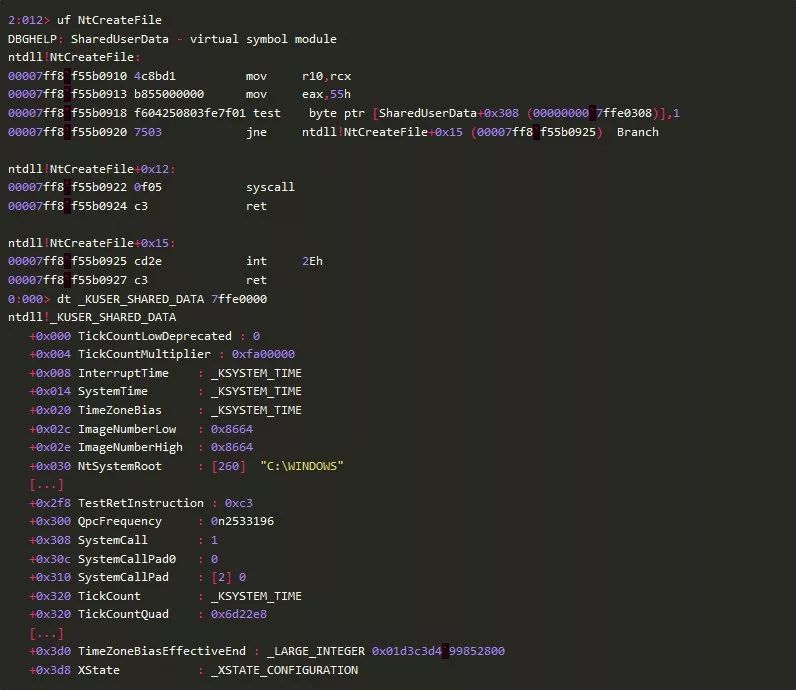 2:012> uf NtCreateFile
DBGHELP: SharedUserData - virtual symbol module
ntdll!NtCreateFile:
00007ff8`f55b0910 4c8bd1          mov     r10,rcx
00007ff8`f55b0913 b855000000      mov     eax,55h
00007ff8`f55b0918 f604250803fe7f01 test    byte ptr [SharedUserData+0x308 (00000000`7ffe0308)],1
00007ff8`f55b0920 7503            jne     ntdll!NtCreateFile+0x15 (00007ff8`f55b0925)  Branch
ntdll!NtCreateFile+0x12:
00007ff8`f55b0922 0f05            syscall
00007ff8`f55b0924 c3              ret
ntdll!NtCreateFile+0x15:
00007ff8`f55b0925 cd2e            int     2Eh
00007ff8`f55b0927 c3              ret
0:000> dt _KUSER_SHARED_DATA 7ffe0000
ntdll!_KUSER_SHARED_DATA
+0x000 TickCountLowDeprecated : 0
+0x004 TickCountMultiplier : 0xfa00000
+0x008 InterruptTime    : _KSYSTEM_TIME
+0x014 SystemTime       : _KSYSTEM_TIME
+0x020 TimeZoneBias     : _KSYSTEM_TIME
+0x02c ImageNumberLow   : 0x8664
+0x02e ImageNumberHigh  : 0x8664
+0x030 NtSystemRoot     : [260]  "C:\WINDOWS"
[...]
+0x2f8 TestRetInstruction : 0xc3
+0x300 QpcFrequency     : 0n2533196
+0x308 SystemCall       : 1
+0x30c SystemCallPad0   : 0
+0x310 SystemCallPad    : [2] 0
+0x320 TickCount        : _KSYSTEM_TIME
+0x320 TickCountQuad    : 0x6d22e8
[...]
+0x3d0 TimeZoneBiasEffectiveEnd : _LARGE_INTEGER 0x01d3c3d4`99852800
+0x3d8 XState           : _XSTATE_CONFIGURATION